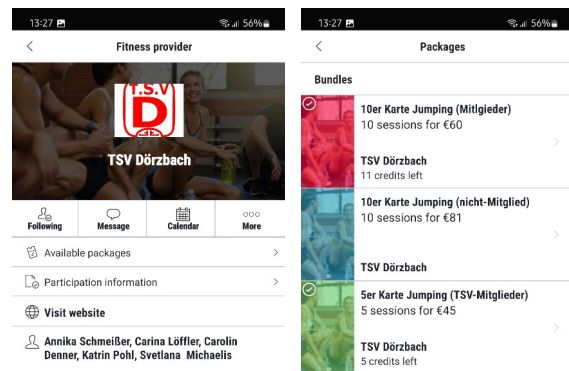 13:27
56%
Fitness provider
T.S.V
D
TSV Dörzbach
Following
Message
Calendar
More
Available packages
Participation information
Visit website
Annika Schmeißer, Carina Löffler, Carolin
Denner, Katrin Pohl, Svetlana Michaelis
13:27
56%
Packages
Bundles
10er Karte Jumping (Mitlgieder)
10 sessions for €60
TSV Dörzbach
11 credits left
10er Karte Jumping (nicht-Mitglied)
10 sessions for €81
TSV Dörzbach
5er Karte Jumping (TSV-Mitglieder)
5 sessions for €45
TSV Dörzbach
5 credits left